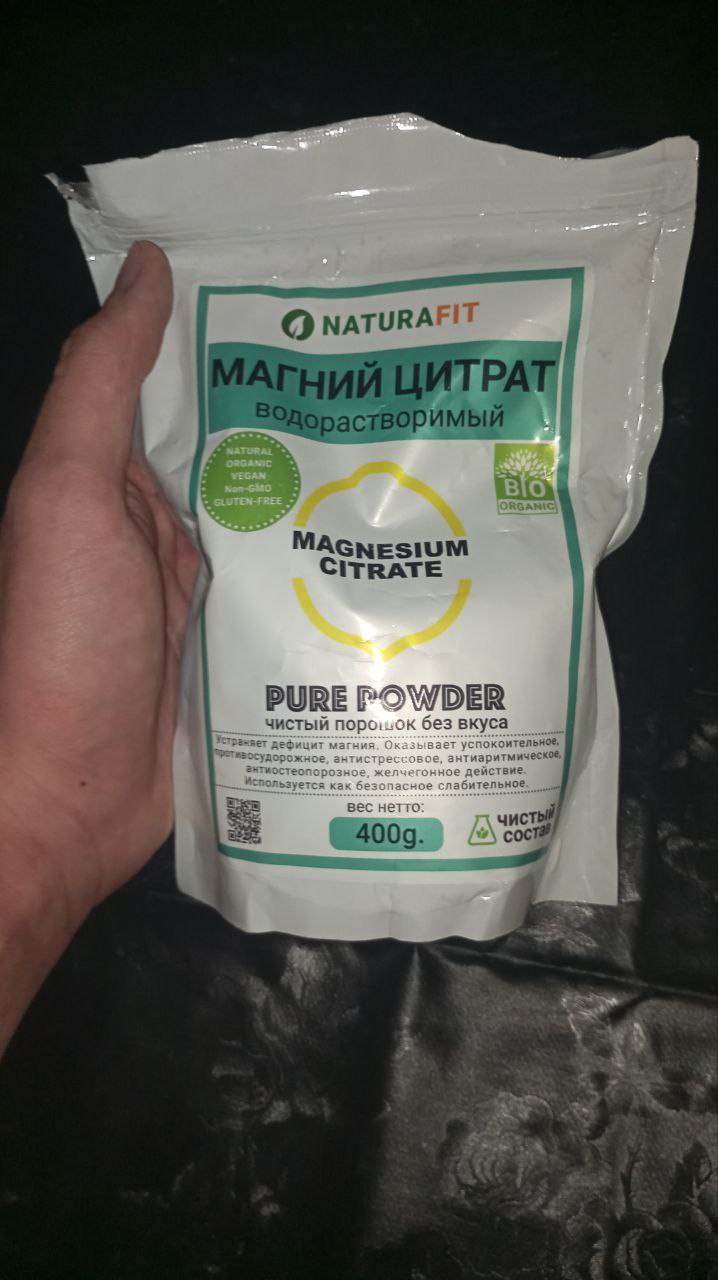 NATURAFIT
МАГНИЙ ЦИТРАТ
водорастворимый
NATURAL
ORGANIC
VEGAN
Non-GMO
GLUTEN-FREE
BIO
ORGANIC
MAGNESIUM
CITRATE
PURE POWDER
чистый порошок без вкуса
Устраняет дефицит магния. Оказывает успокоительное,
противосудорожное, антистрессовое, антиаритмическое,
антиостеопорозное, желчегонное действие.
Используется как безопасное слабительное.
вес нетто:
400g.
ЧИСТЫЙ
СОСТАВ